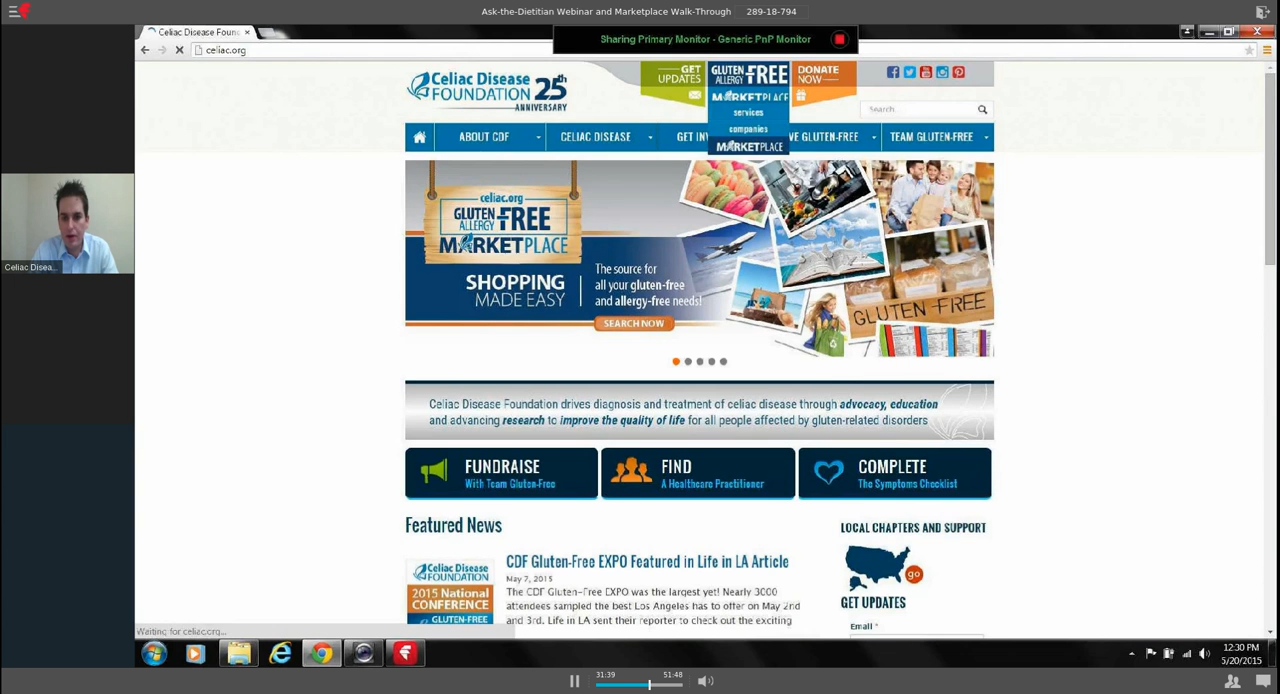 Ask-the-Dietitian Webinar and Marketplace Walk-Through 289-18-794
Celiac Disease Found
Sharing Primary Monitor - Generic PnP Monitor
celiac.org
Celiac Disease
FOUNDATION
25th
ANNIVERSARY
GET
UPDATES
GLUTEN
ALLERGY
FREE
MARKETPLACE
services
companies
MARKETPLACE
DONATE
NOW
Search
ABOUT CDF
CELIAC DISEASE
GET IN
VE GLUTEN-FREE
TEAM GLUTEN-FREE
celiac.org
GLUTEN
ALLERGY
FREE
MARKETPLACE
SHOPPING
MADE EASY
The source for
all your gluten-free
and allergy-free needs!
SEARCH NOW
GLUTEN FREE
Celiac Disea...
Celiac Disease Foundation drives diagnosis and treatment of celiac disease through advocacy, education
and advancing research to improve the quality of life for all people affected by gluten-related disorders
FUNDRAISE
With Team Gluten-Free
FIND
A Healthcare Practitioner
COMPLETE
The Symptoms Checklist
Featured News
Celiac Disease
FOUNDATION
2015 National
CONFERENCE
GLUTEN-FREE
CDF Gluten-Free EXPO Featured in Life in LA Article
May 7, 2015
The CDF Gluten-Free EXPO was the largest yet! Nearly 3000
attendees sampled the best Los Angeles has to offer on May 2nd
and 3rd. Life in LA sent their reporter to check out the exciting
LOCAL CHAPTERS AND SUPPORT
go
GET UPDATES
Email *
Waiting for celiac.org...
12:30 PM
5/20/2015
31:39
51:48